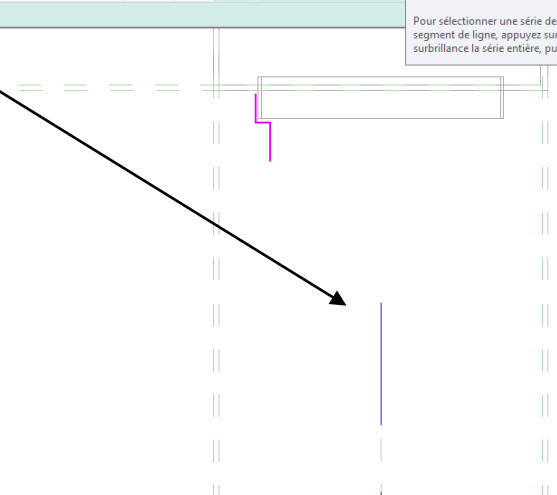 Pour sélectionner une série de
segment de ligne, appuyez sur
surbrillance la série entière, pu